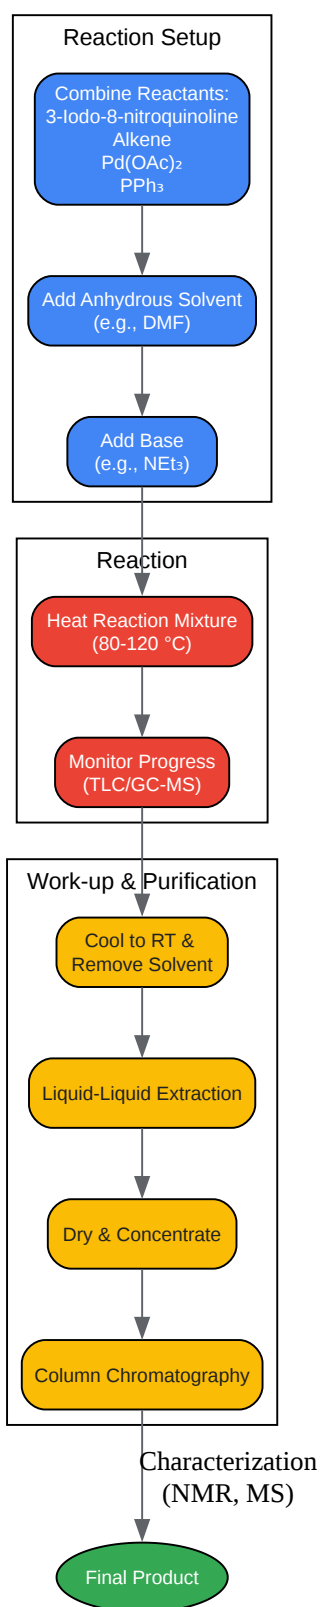 Reaction Setup
Combine Reactants:
3-Iodo-8-nitroquinoline
Alkene
Pd(OAc)₂
PPh₃
Add Anhydrous Solvent
(e.g., DMF)
Add Base
(e.g., NEt₃)
Reaction
Heat Reaction Mixture
(80-120 °C)
Monitor Progress
(TLC/GC-MS)
Work-up & Purification
Cool to RT &
Remove Solvent
Liquid-Liquid Extraction
Dry & Concentrate
Column Chromatography
Characterization
(NMR, MS)
Final Product